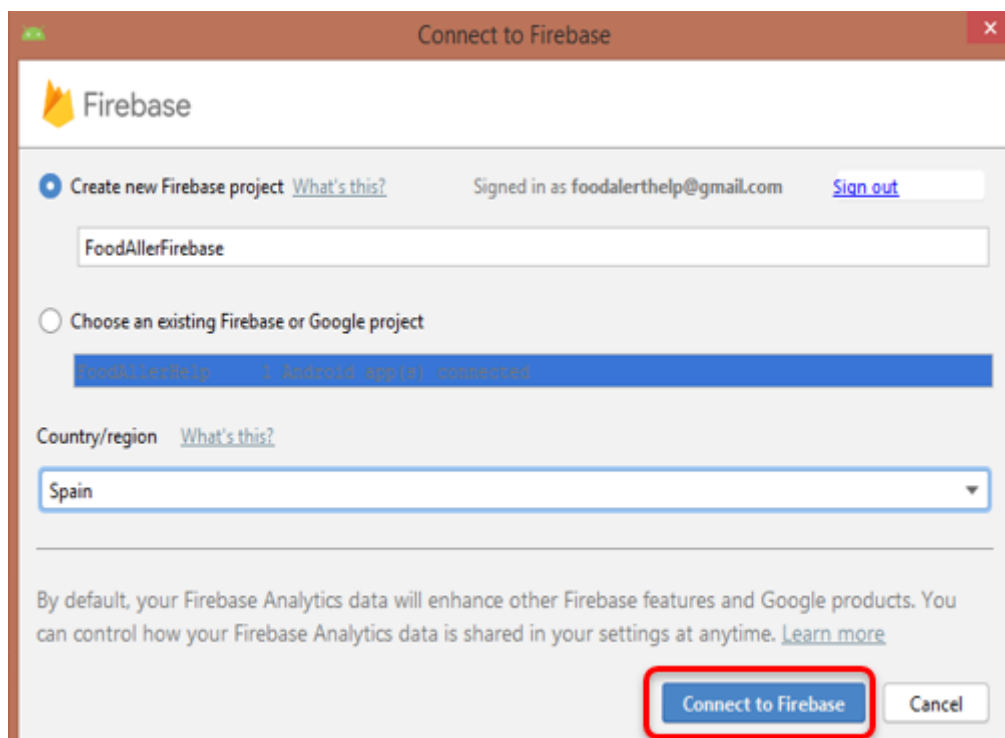 Connect to Firebase
Firebase
Create new Firebase project What's this? Signed in as foodalerthelp@gmail.com Sign out
FoodAllerFirebase
Choose an existing Firebase or Google project
FoodAllerHelp 1 Android app(s) connected
Country/region What's this?
Spain
By default, your Firebase Analytics data will enhance other Firebase features and Google products. You
can control how your Firebase Analytics data is shared in your settings at anytime. Learn more
Connect to Firebase Cancel